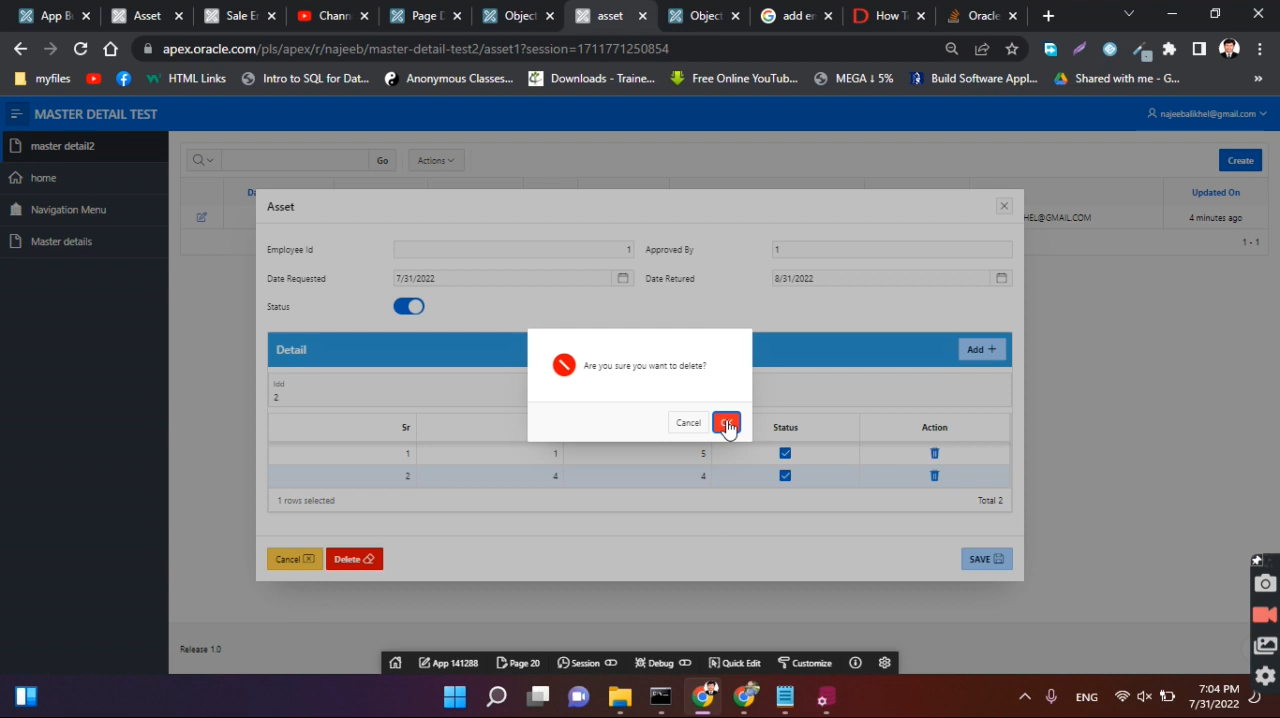 App B
Asset
Sale E
Chann
Page D
Object
asset
Object
add e
How T
Oracle
apex.oracle.com/pls/apex/r/najeeb/master-detail-test2/asset1?session=1711771250854
myfiles
HTML Links
Intro to SQL for Dat...
Anonymous Classes...
Downloads - Traine...
Free Online YouTub...
MEGA ↓ 5%
Build Software Appl...
Shared with me - G...
»
MASTER DETAIL TEST
najeebalikhel@gmail.com
master detail2
home
Navigation Menu
Master details
Go
Actions
Create
Da
Updated On
HEL@GMAIL.COM
4 minutes ago
1 - 1
Asset
Employee Id
1
Approved By
1
Date Requested
7/31/2022
Date Retured
8/31/2022
Status
Detail
Add +
Idd
2
Are you sure you want to delete?
Cancel
Sr
Status
Action
1
1
5
2
4
4
1 rows selected
Total 2
Cancel
Delete
SAVE
Release 1.0
App 141288
Page 20
Session
Debug
Quick Edit
Customize
ENG
7:04 PM
7/31/2022